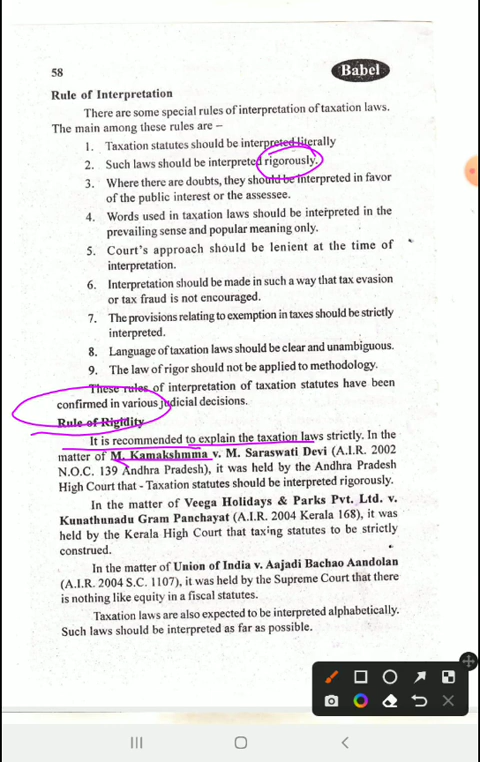 58
Babel
Rule of Interpretation
There are some special rules of interpretation of taxation laws.
The main among these rules are –
1. Taxation statutes should be interpreted literally
2. Such laws should be interpreted rigorously.
3. Where there are doubts, they should be interpreted in favor
of the public interest or the assessee.
4. Words used in taxation laws should be interpreted in the
prevailing sense and popular meaning only.
5. Court's approach should be lenient at the time of
interpretation.
6. Interpretation should be made in such a way that tax evasion
or tax fraud is not encouraged.
7. The provisions relating to exemption in taxes should be strictly
interpreted.
8. Language of taxation laws should be clear and unambiguous.
9. The law of rigor should not be applied to methodology.
These rules of interpretation of taxation statutes have been
confirmed in various judicial decisions.
Rule of Rigidity
It is recommended to explain the taxation laws strictly. In the
matter of M. Kamakshmma v. M. Saraswati Devi (A.I.R. 2002
N.O.C. 139 Andhra Pradesh), it was held by the Andhra Pradesh
High Court that - Taxation statutes should be interpreted rigorously.
In the matter of Veega Holidays & Parks Pvt. Ltd. v.
Kunathunadu Gram Panchayat (A.I.R. 2004 Kerala 168), it was
held by the Kerala High Court that taxing statutes to be strictly
construed.
In the matter of Union of India v. Aajadi Bachao Aandolan
(A.I.R. 2004 S.C. 1107), it was held by the Supreme Court that there
is nothing like equity in a fiscal statutes.
Taxation laws are also expected to be interpreted alphabetically.
Such laws should be interpreted as far as possible.